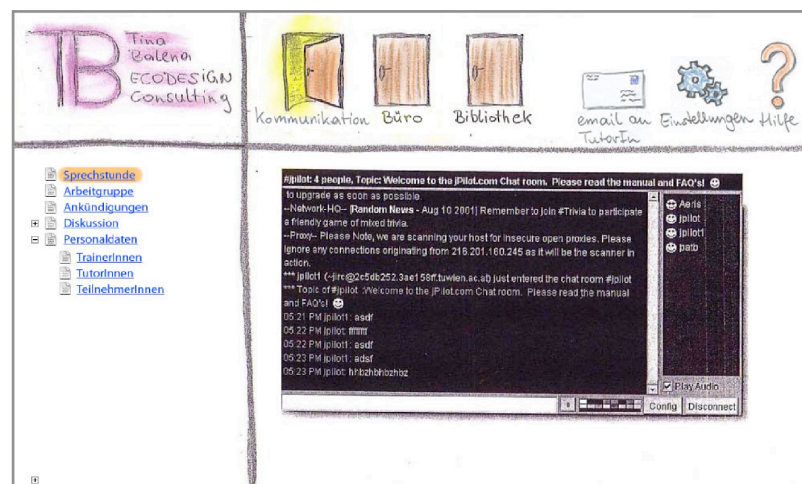 TB
Tina
Balena
ECODESIGN
Consulting
Kommunikation
Büro
Bibliothek
email an
TutorIn
Einstellungen
Hilfe
Sprechstunde
Arbeitgruppe
Ankündigungen
Diskussion
Personaldaten
TrainerInnen
TutorInnen
TeilnehmerInnen
#jpilot: 4 people, Topic: Welcome to the jPilot.com Chat room. Please read the manual and FAQ's!
to upgrade as soon as possible.
--Network-HQ-- [Random News - Aug 10 2001] Remember to join #Trivia to participate
a friendly game of mixed trivia.
--Proxy-- Please Note, we are scanning your host for insecure open proxies. Please
ignore any connections originating from 216.201.160.245 as it will be the scanner in
action.
*** jpilot1 (~jirc@2c5db252.3ae158ff.tuwien.ac.at) just entered the chat room #jpilot
*** Topic of #jpilot :Welcome to the jPilot.com Chat room. Please read the manual
and FAQ's!
05:21 PM jpilot1: asdf
05:22 PM jpilot: ffffffff
05:22 PM jpilot1: asdf
05:23 PM jpilot1: adsf
05:23 PM jpilot: hhbzhbhbzhbz
Aeris
jpilot
jpilot1
patb
Play Audio
Config
Disconnect